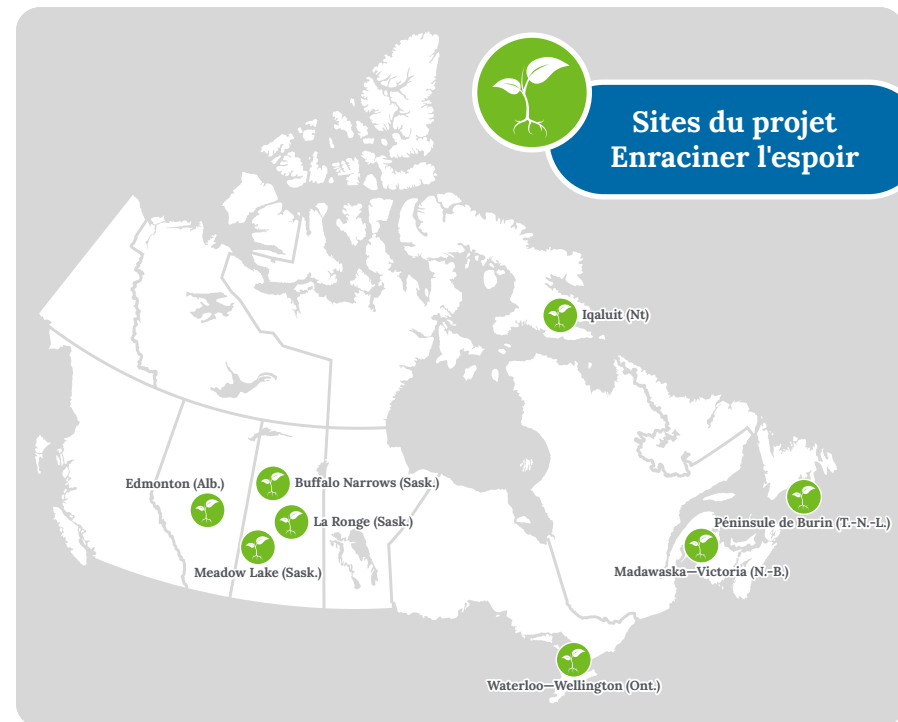 Sites du projet
Enraciner l'espoir
Iqaluit (Nt)
Edmonton (Alb.)
Buffalo Narrows (Sask.)
La Ronge (Sask.)
Meadow Lake (Sask.)
Péninsule de Burin (T.-N.-L.)
Madawaska—Victoria (N.-B.)
Waterloo—Wellington (Ont.)